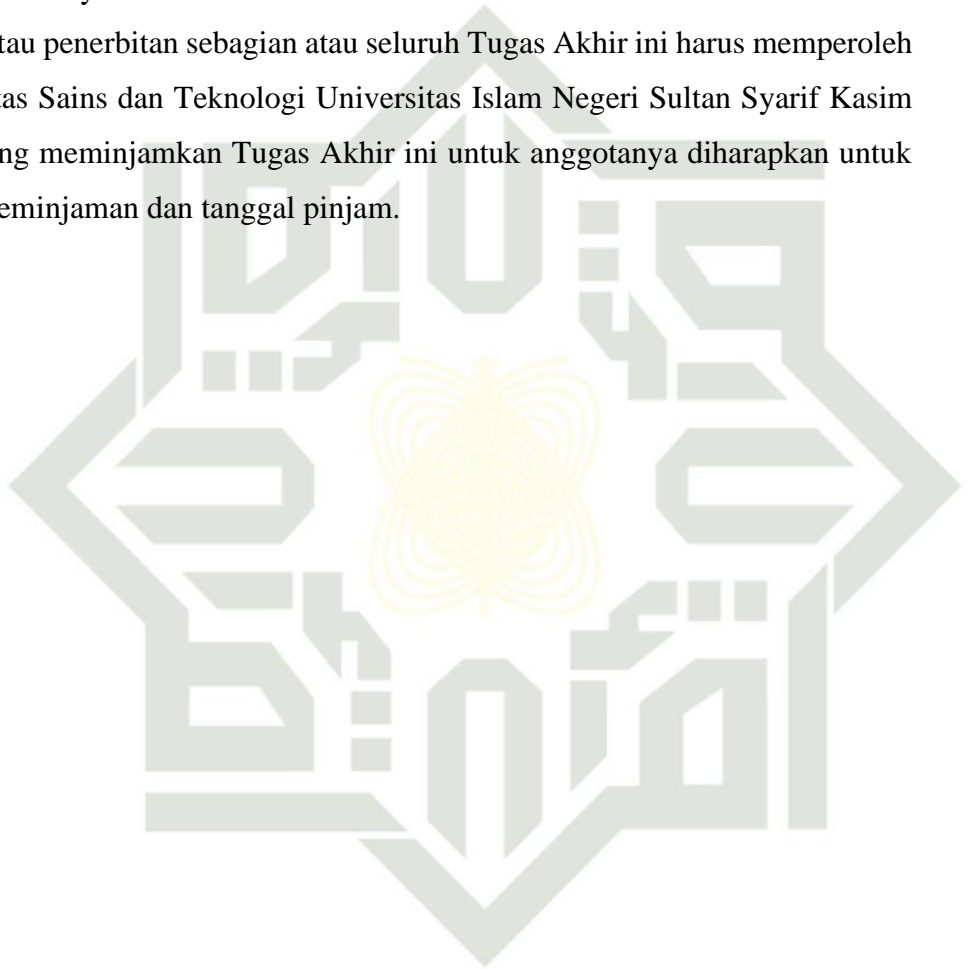 tau penerbitan sebagian atau seluruh Tugas Akhir ini harus memperoleh
tas Sains dan Teknologi Universitas Islam Negeri Sultan Syarif Kasim
ng meminjamkan Tugas Akhir ini untuk anggotanya diharapkan untuk
eminjaman dan tanggal pinjam.